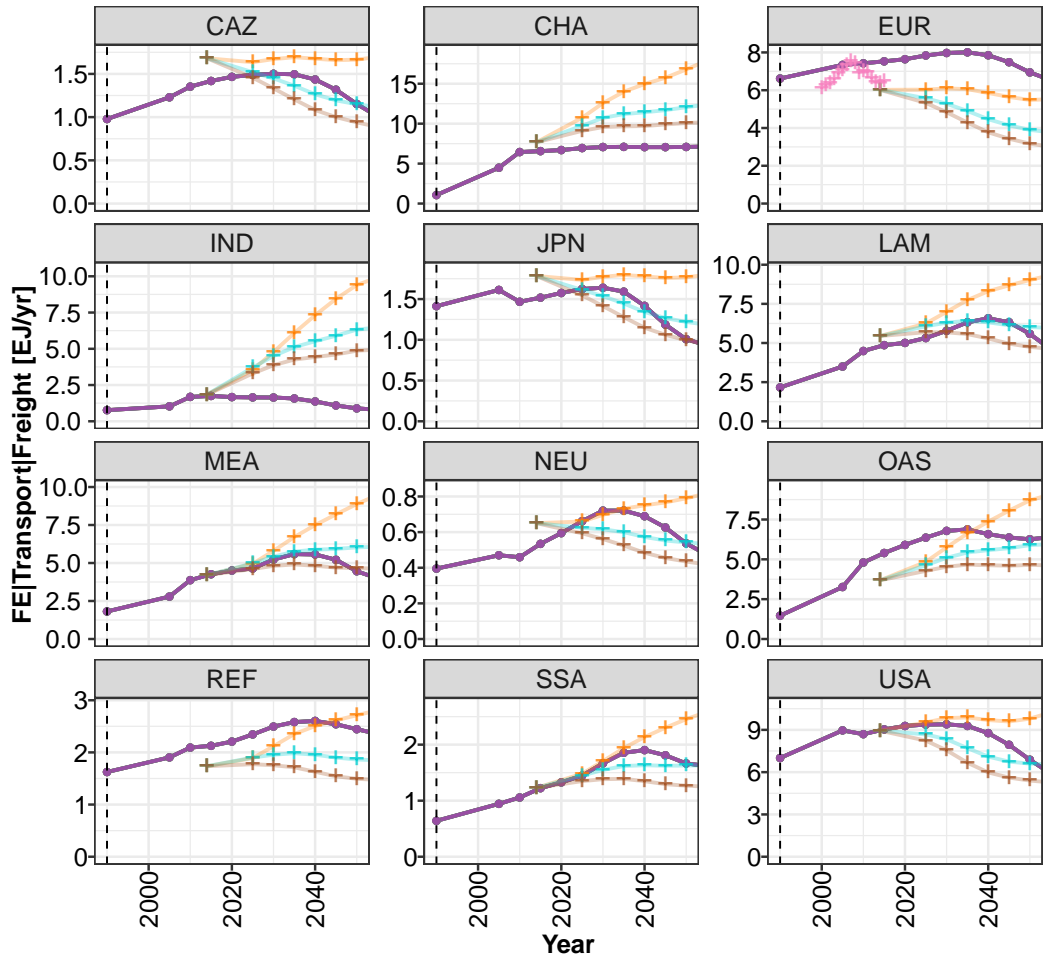 CAZ CHA EUR
0.0 0.5 1.0 1.5
0 5 10 15
0 2 4 6 8
IND JPN LAM
0.0 2.5 5.0 7.5 10.0
0.0 0.5 1.0 1.5
0.0 2.5 5.0 7.5 10.0
MEA NEU OAS
0.0 2.5 5.0 7.5 10.0
0.0 0.2 0.4 0.6 0.8
0.0 2.5 5.0 7.5
REF SSA USA
0 1 2 3
0 1 2
0 3 6 9
2000 2020 2040
2000 2020 2040
2000 2020 2040
Year
FE|Transport|Freight [EJ/yr]